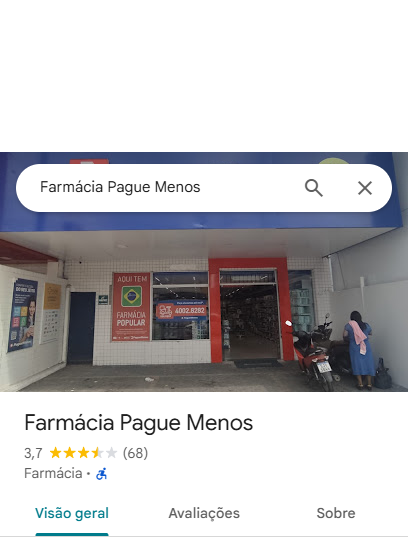 Farmácia Pague Menos
AQUI TEM
FARMÁCIA
POPULAR
4002.8282
Farmácia Pague Menos
3,7 (68)
Farmácia •
Visão geral
Avaliações
Sobre